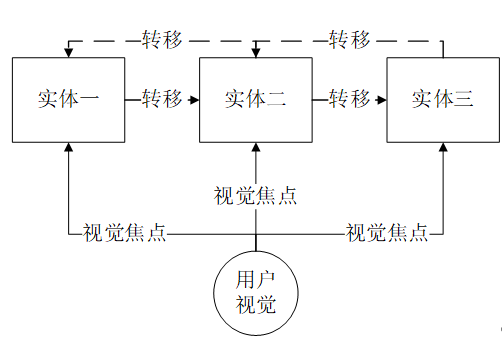 转移 转移
实体一 转移 实体二 转移 实体三
视觉焦点
视觉焦点 视觉焦点
用户
视觉